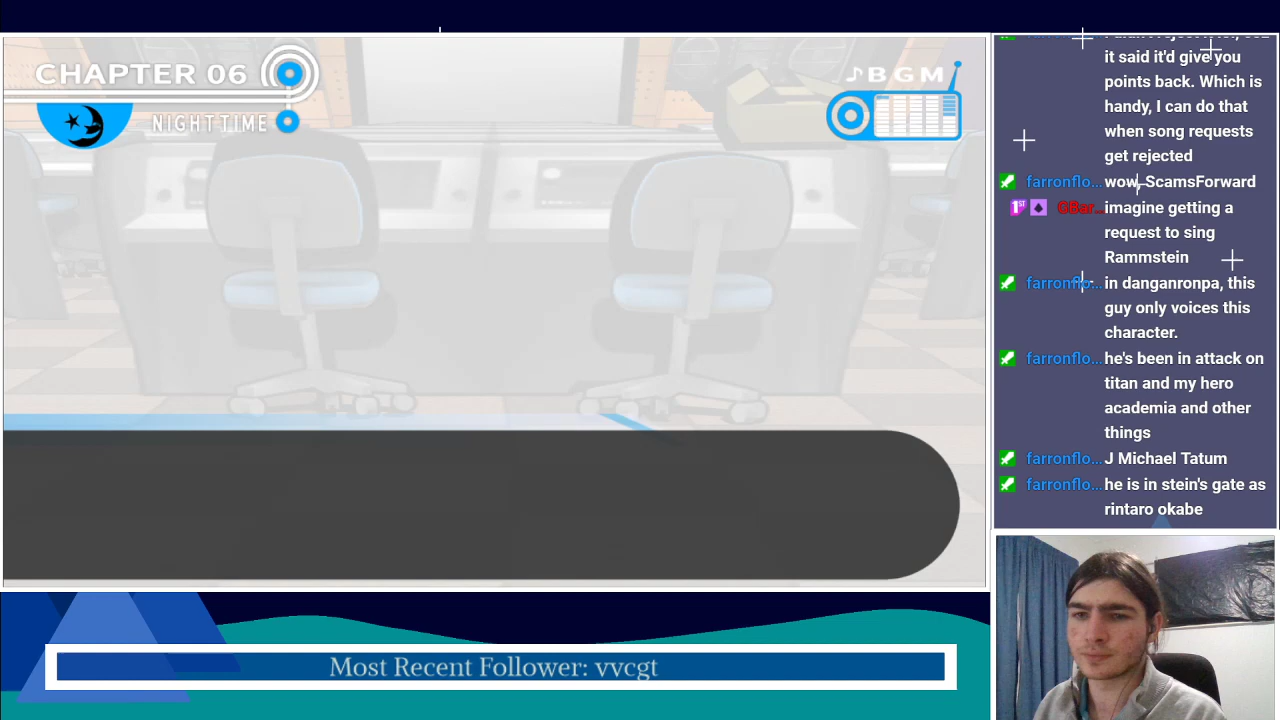 CHAPTER 06
NIGHTTIME
♪BGM
it said it'd give you
points back. Which is
handy, I can do that
when song requests
get rejected
farronflo... wow, ScamsForward
imagine getting a
request to sing
Rammstein
farronflo... in danganronpa, this
guy only voices this
character.
farronflo... he's been in attack on
titan and my hero
academia and other
things
farronflo... J Michael Tatum
farronflo... he is in stein's gate as
rintaro okabe
Most Recent Follower: vvcgt